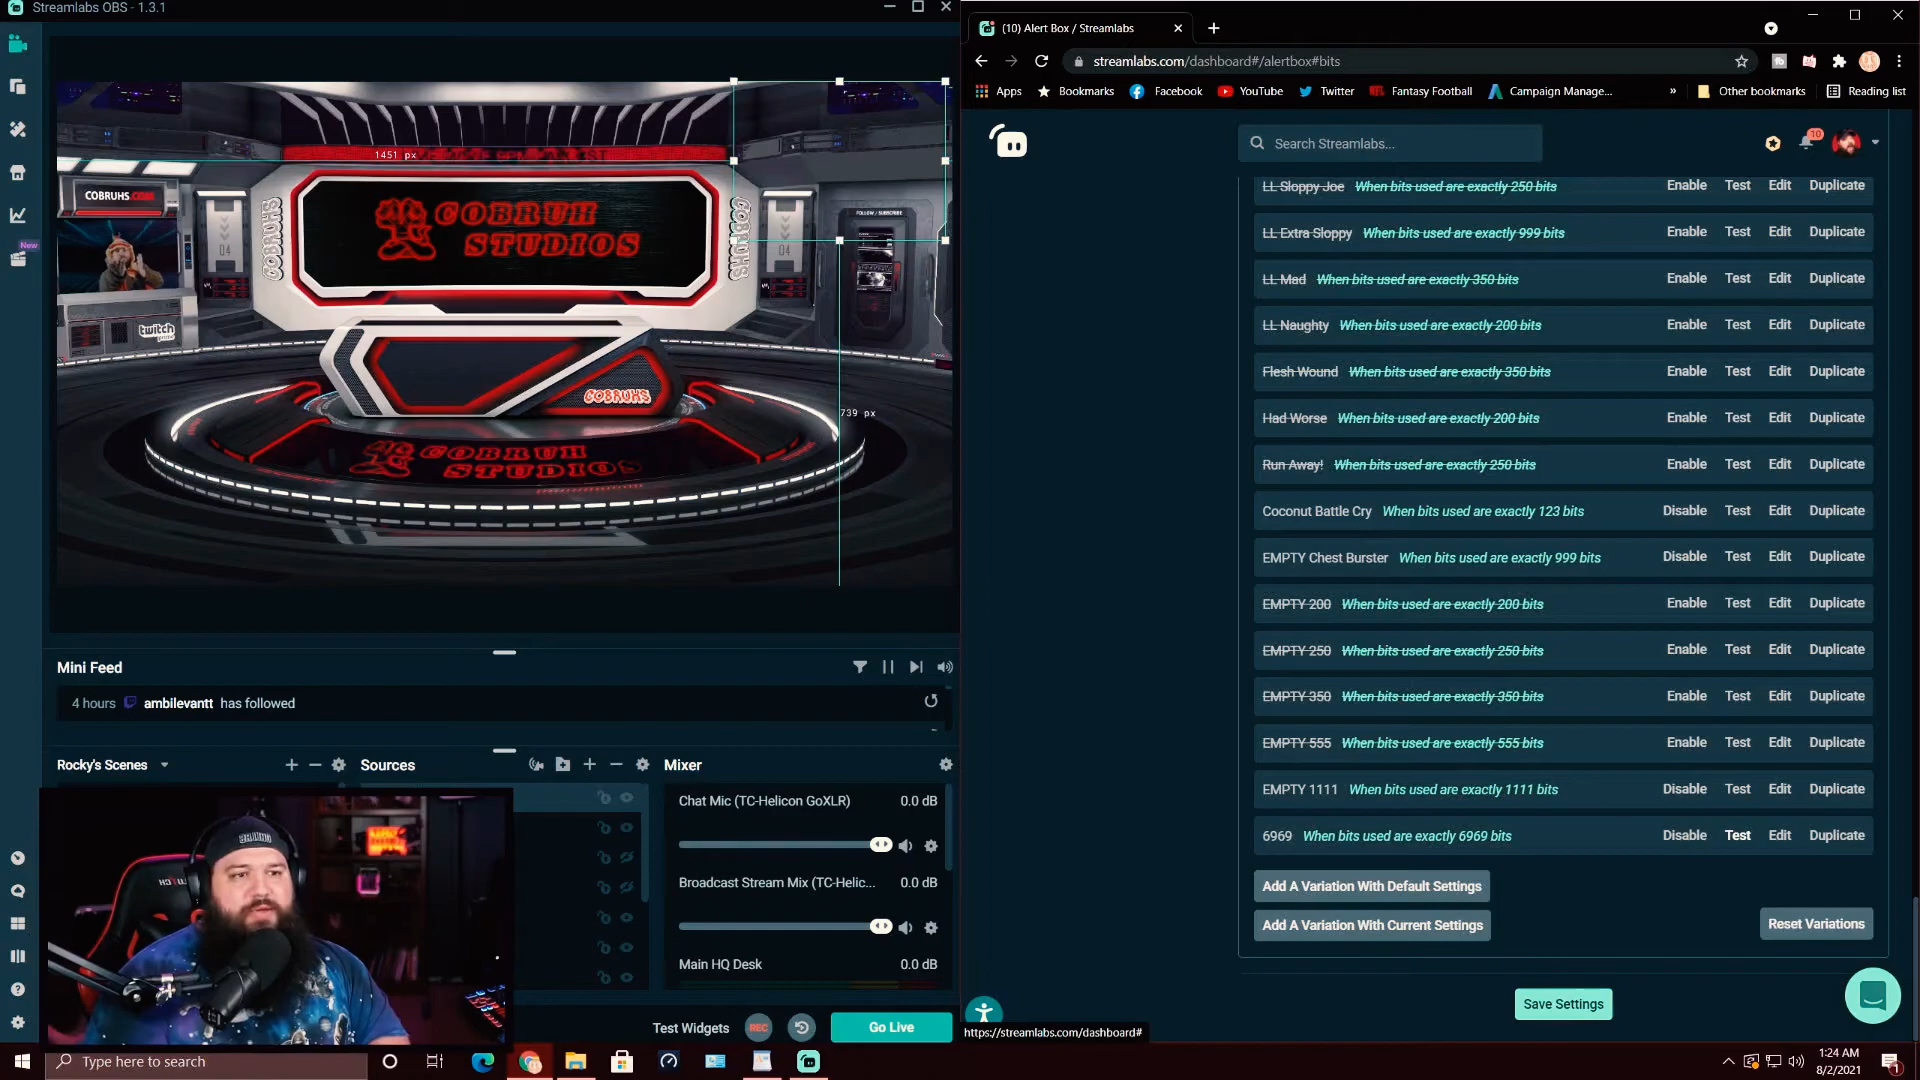 Streamlabs OBS - 1.3.1
(10) Alert Box / Streamlabs
streamlabs.com/dashboard#/alertbox#bits
Apps Bookmarks Facebook YouTube Twitter Fantasy Football Campaign Manage... » Other bookmarks Reading list
Search Streamlabs...
10
1451 px
COBRUHS.COM
COBRUHS
COBRUH
STUDIOS
COBRUHS
04
04
FOLLOW / SUBSCRIBE
twitch
COBRUHS
739 px
COBRUH
STUDIOS
New
LL Sloppy Joe When bits used are exactly 250 bits Enable Test Edit Duplicate
LL Extra Sloppy When bits used are exactly 999 bits Enable Test Edit Duplicate
LL Mad When bits used are exactly 350 bits Enable Test Edit Duplicate
LL Naughty When bits used are exactly 200 bits Enable Test Edit Duplicate
Flesh Wound When bits used are exactly 350 bits Enable Test Edit Duplicate
Had Worse When bits used are exactly 200 bits Enable Test Edit Duplicate
Run Away! When bits used are exactly 250 bits Enable Test Edit Duplicate
Coconut Battle Cry When bits used are exactly 123 bits Disable Test Edit Duplicate
EMPTY Chest Burster When bits used are exactly 999 bits Disable Test Edit Duplicate
EMPTY 200 When bits used are exactly 200 bits Enable Test Edit Duplicate
EMPTY 250 When bits used are exactly 250 bits Enable Test Edit Duplicate
EMPTY 350 When bits used are exactly 350 bits Enable Test Edit Duplicate
EMPTY 555 When bits used are exactly 555 bits Enable Test Edit Duplicate
EMPTY 1111 When bits used are exactly 1111 bits Disable Test Edit Duplicate
6969 When bits used are exactly 6969 bits Disable Test Edit Duplicate
Add A Variation With Default Settings
Add A Variation With Current Settings
Reset Variations
Save Settings
https://streamlabs.com/dashboard#
Mini Feed
4 hours ambilevantt has followed
Rocky's Scenes
Sources
Mixer
Chat Mic (TC-Helicon GoXLR) 0.0 dB
Broadcast Stream Mix (TC-Helic... 0.0 dB
Main HQ Desk 0.0 dB
Test Widgets REC Go Live
Type here to search
1:24 AM
8/2/2021
1